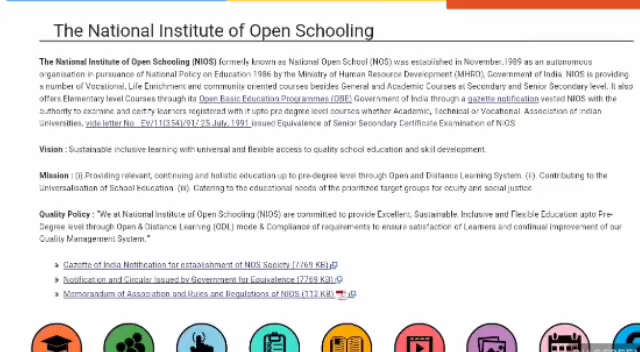 The National Institute of Open Schooling
The National Institute of Open Schooling (NIOS) formerly known as National Open School (NOS) was established in November, 1989 as an autonomous
organisation in pursuance of National Policy on Education 1986 by the Ministry of Human Resource Development (MHRD), Government of India. NIOS is providing
a number of Vocational, Life Enrichment and community oriented courses besides General and Academic Courses at Secondary and Senior Secondary level. It also
offers Elementary level Courses through its Open Basic Education Programmes (OBE) Government of India through a gazette notification vested NIOS with the
authority to examine and certify learners registered with it upto pre degree level courses whether Academic, Technical or Vocational. Association of Indian
Universities, vide letter No. EV/11(354)/91/ 25 July, 1991 issued Equivalence of Senior Secondary Certificate Examination of NIOS.
Vision : Sustainable inclusive learning with universal and flexible access to quality school education and skill development.
Mission : (i) Providing relevant, continuing and holistic education up to pre-degree level through Open and Distance Learning System. (ii). Contributing to the
Universalisation of School Education. (iii). Catering to the educational needs of the prioritized target groups for equity and social justice
Quality Policy : "We at National Institute of Open Schooling (NIOS) are committed to provide Excellent, Sustainable, Inclusive and Flexible Education upto Pre-
Degree level through Open & Distance Learning (ODL) mode & Compliance of requirements to ensure satisfaction of Learners and continual improvement of our
Quality Management System."
» Gazette of India Notification for establishment of NOS Society (7769 KB)
» Notification and Circular Issued by Government for Equivalence (7769 KB)
» Memorandum of Association and Rules and Regulations of NIOS (112 KB)